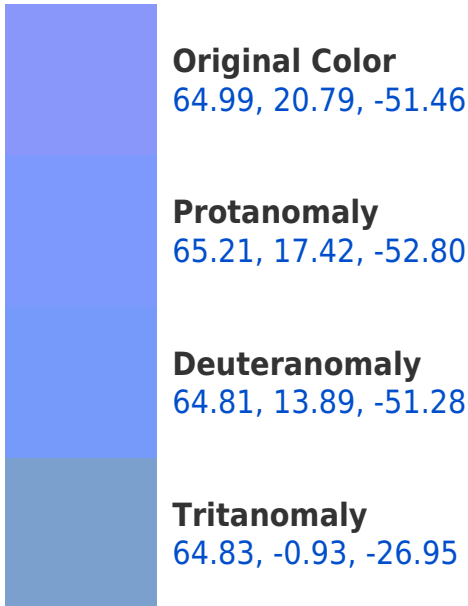 Original Color
64.99, 20.79, -51.46
Protanomaly
65.21, 17.42, -52.80
Deuteranomaly
64.81, 13.89, -51.28
Tritanomaly
64.83, -0.93, -26.95